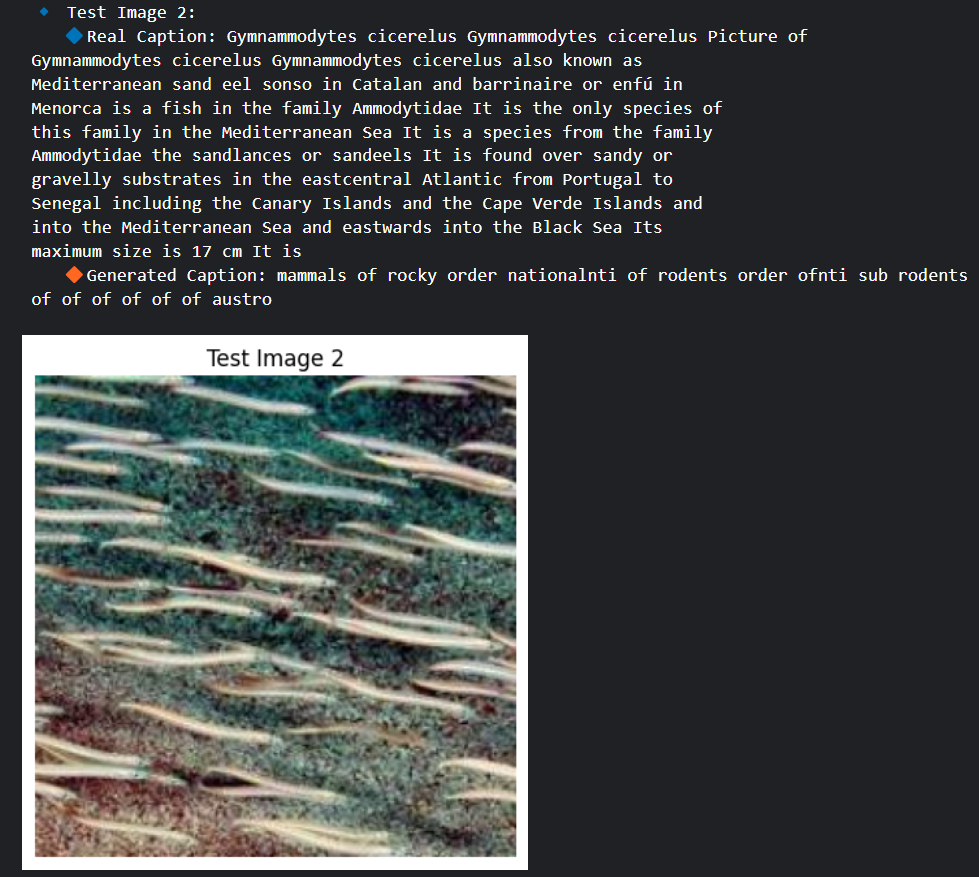 🔹 Test Image 2:
🔷Real Caption: Gymnammodytes cicerelus Gymnammodytes cicerelus Picture of
Gymnammodytes cicerelus Gymnammodytes cicerelus also known as
Mediterranean sand eel sonso in Catalan and barrinaire or enfú in
Menorca is a fish in the family Ammodytidae It is the only species of
this family in the Mediterranean Sea It is a species from the family
Ammodytidae the sandlances or sandeels It is found over sandy or
gravelly substrates in the eastcentral Atlantic from Portugal to
Senegal including the Canary Islands and the Cape Verde Islands and
into the Mediterranean Sea and eastwards into the Black Sea Its
maximum size is 17 cm It is
🔶Generated Caption: mammals of rocky order nationalnti of rodents order ofnti sub rodents
of of of of of of austro
Test Image 2